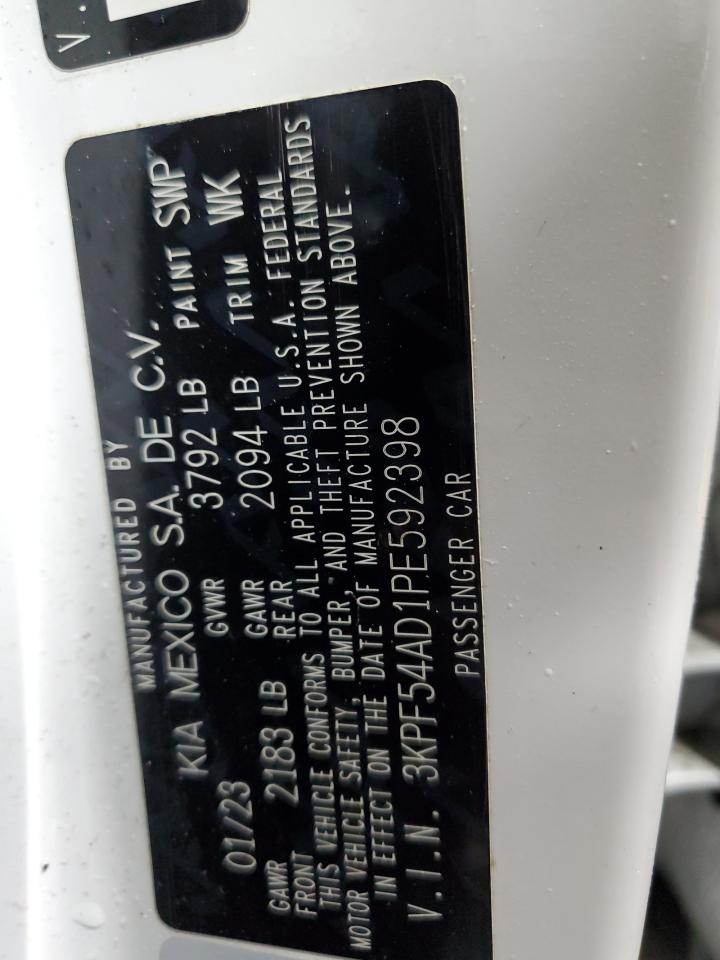 V..
MANUFACTURED BY
KIA MEXICO S.A. DE C.V.
01/23 GVWR 3792 LB PAINT SWP
GAWR FRONT 2183 LB GAWR REAR 2094 LB TRIM WK
THIS VEHICLE CONFORMS TO ALL APPLICABLE U.S.A. FEDERAL
MOTOR VEHICLE SAFETY, BUMPER, AND THEFT PREVENTION STANDARDS
IN EFFECT ON THE DATE OF MANUFACTURE SHOWN ABOVE.
V.I.N. 3KPF54AD1PE592398
PASSENGER CAR